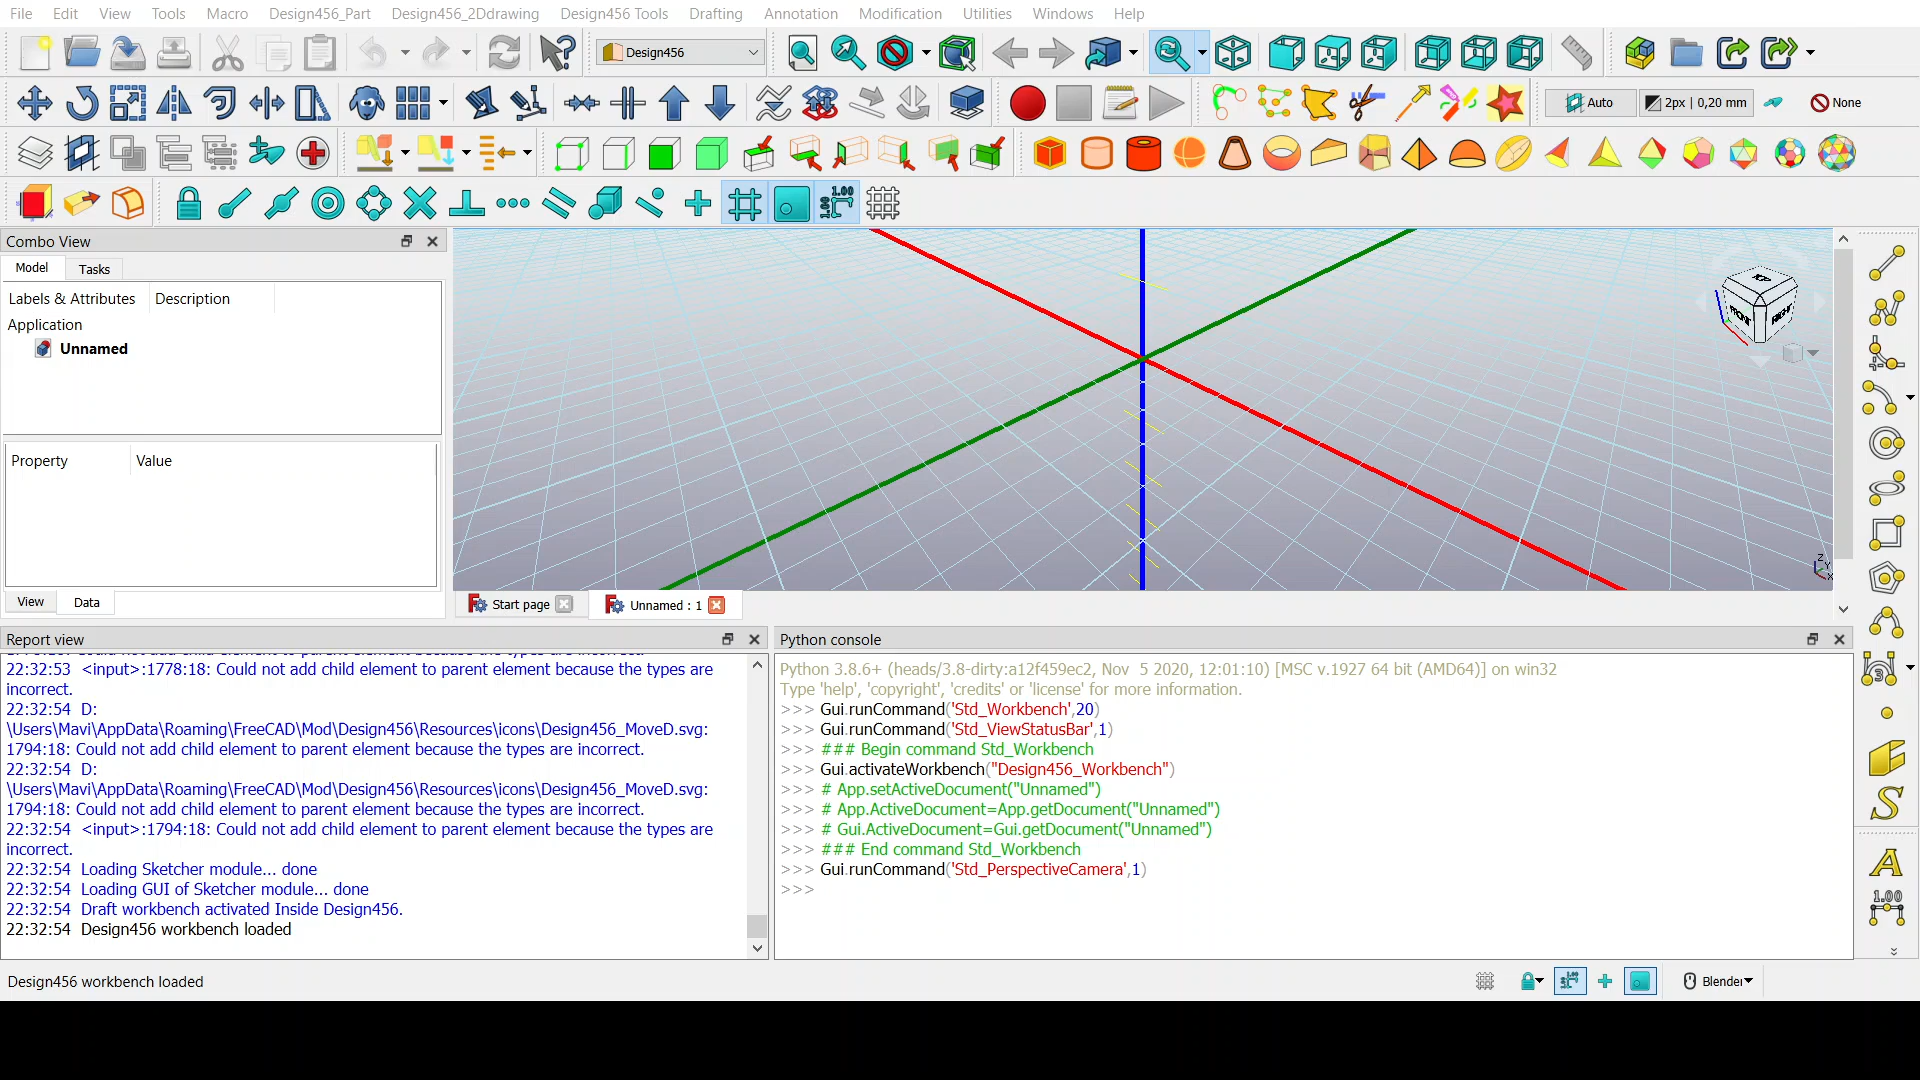 File Edit View Tools Macro Design456_Part Design456_2Ddrawing Design456 Tools Drafting Annotation Modification Utilities Windows Help
Design456
Auto 2px | 0,20 mm None
1.00
Combo View
Model Tasks
Labels & Attributes Description
Application
Unnamed
Property Value
View Data
FRONT RIGHT
Z
Y
X
Start page Unnamed : 1
Report view
22:32:53 <input>:1778:18: Could not add child element to parent element because the types are
incorrect.
22:32:54 D:
\Users\Mavi\AppData\Roaming\FreeCAD\Mod\Design456\Resources\icons\Design456_MoveD.svg:
1794:18: Could not add child element to parent element because the types are incorrect.
22:32:54 D:
\Users\Mavi\AppData\Roaming\FreeCAD\Mod\Design456\Resources\icons\Design456_MoveD.svg:
1794:18: Could not add child element to parent element because the types are incorrect.
22:32:54 <input>:1794:18: Could not add child element to parent element because the types are
incorrect.
22:32:54 Loading Sketcher module... done
22:32:54 Loading GUI of Sketcher module... done
22:32:54 Draft workbench activated Inside Design456.
22:32:54 Design456 workbench loaded
Python console
Python 3.8.6+ (heads/3.8-dirty:a12f459ec2, Nov 5 2020, 12:01:10) [MSC v.1927 64 bit (AMD64)] on win32
Type 'help', 'copyright', 'credits' or 'license' for more information.
>>> Gui.runCommand('Std_Workbench',20)
>>> Gui.runCommand('Std_ViewStatusBar',1)
>>> ### Begin command Std_Workbench
>>> Gui.activateWorkbench("Design456_Workbench")
>>> # App.setActiveDocument("Unnamed")
>>> # App.ActiveDocument=App.getDocument("Unnamed")
>>> # Gui.ActiveDocument=Gui.getDocument("Unnamed")
>>> ### End command Std_Workbench
>>> Gui.runCommand('Std_PerspectiveCamera',1)
>>>
3
A
1.00
Design456 workbench loaded
Blender